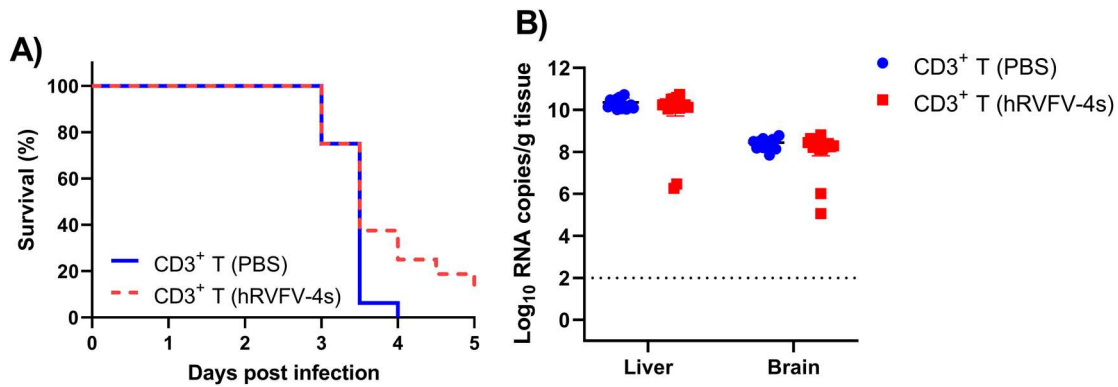 A)
Survival (%)
100
80
60
40
20
0
CD3⁺ T (PBS)
CD3⁺ T (hRVFV-4s)
0 1 2 3 4 5
Days post infection
B)
Log₁₀ RNA copies/g tissue
12
10
8
6
4
2
0
Liver Brain
CD3⁺ T (PBS)
CD3⁺ T (hRVFV-4s)